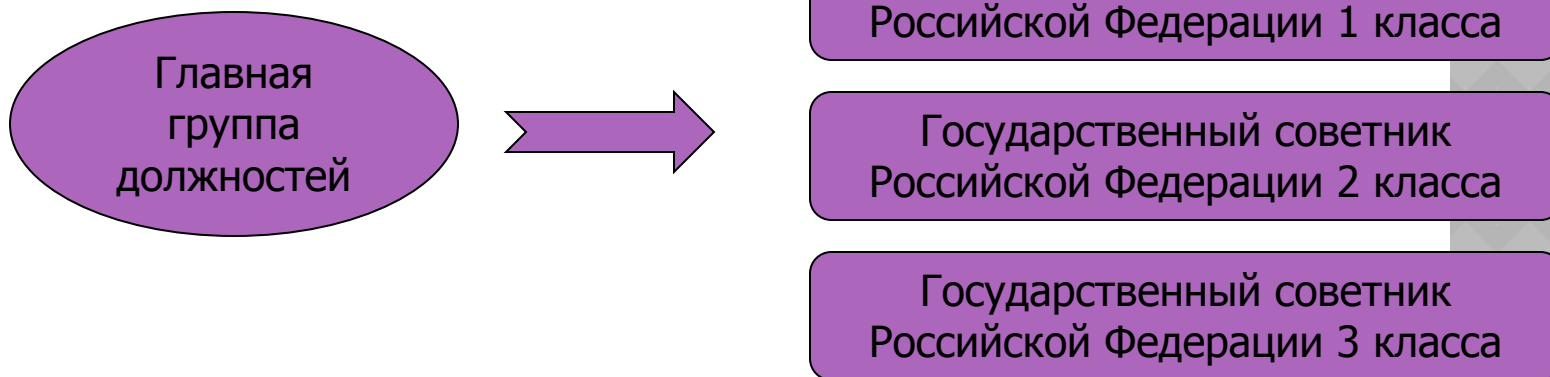 Главная
группа
должностей
Российской Федерации 1 класса
Государственный советник
Российской Федерации 2 класса
Государственный советник
Российской Федерации 3 класса